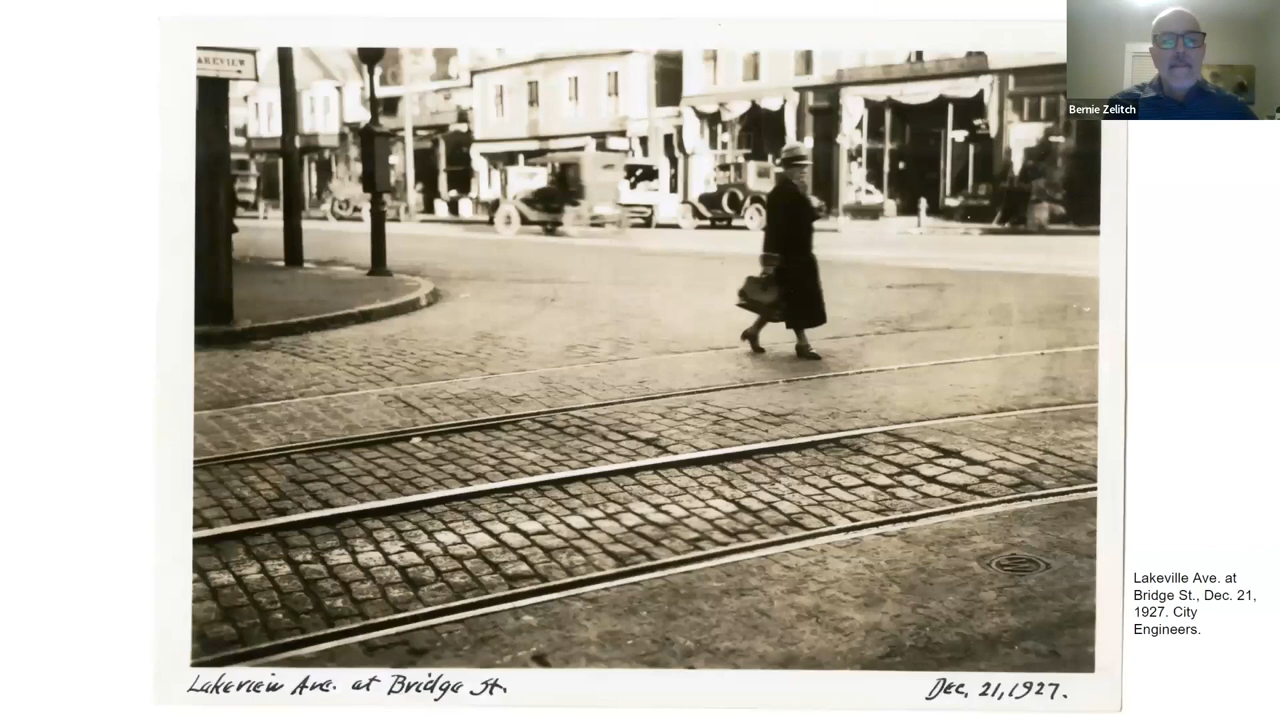 AKEVIEW
Bernie Zelitch
Lakeville Ave. at
Bridge St., Dec. 21,
1927. City
Engineers.
Lakeview Ave. at Bridge St.
Dec. 21, 1927.